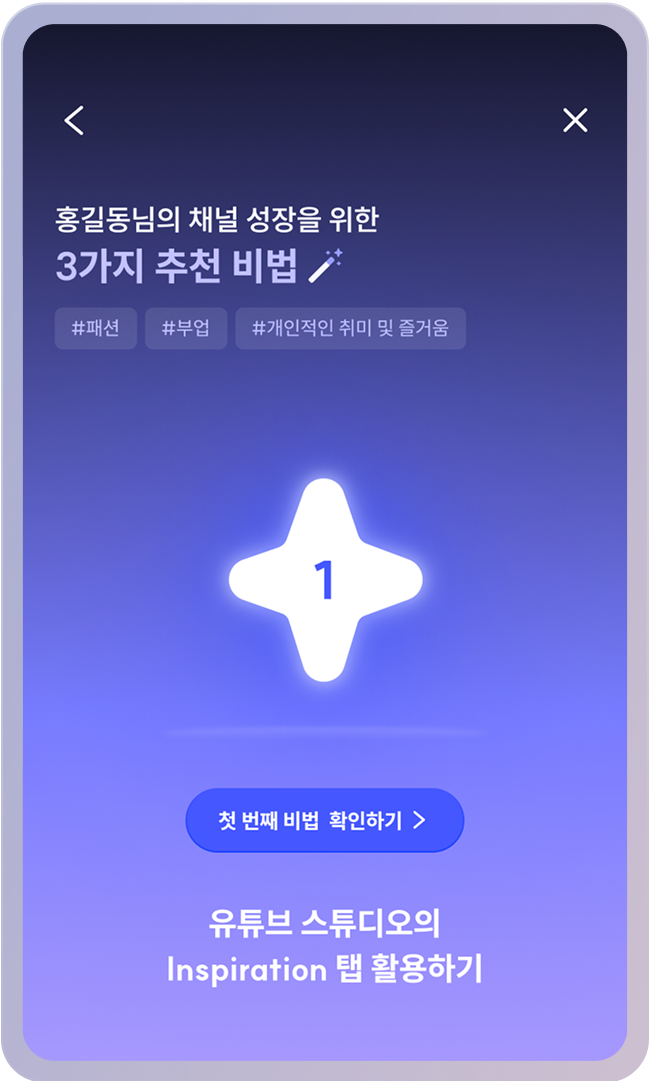 홍길동님의 채널 성장을 위한
3가지 추천 비법
#패션 #부업 #개인적인 취미 및 즐거움
1
첫 번째 비법 확인하기 >
유튜브 스튜디오의
Inspiration 탭 활용하기